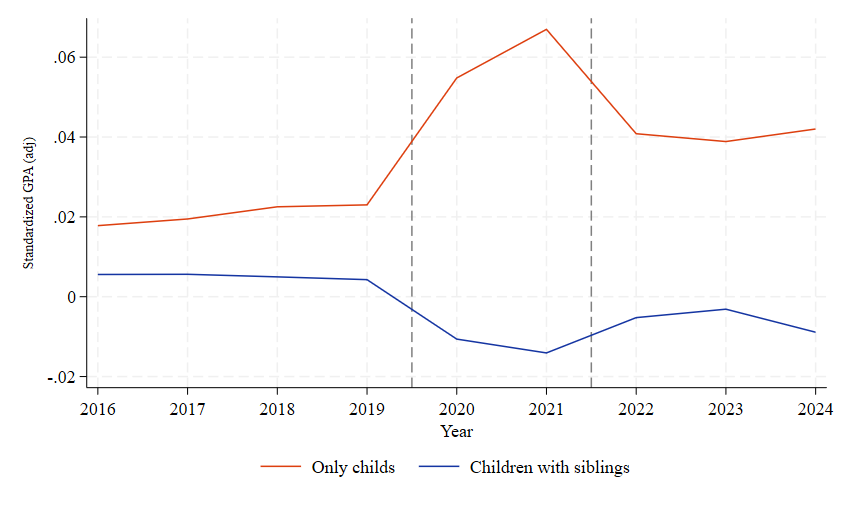 Standardized GPA (adj)
.06
.04
.02
0
-.02
2016 2017 2018 2019 2020 2021 2022 2023 2024
Year
Only childs Children with siblings